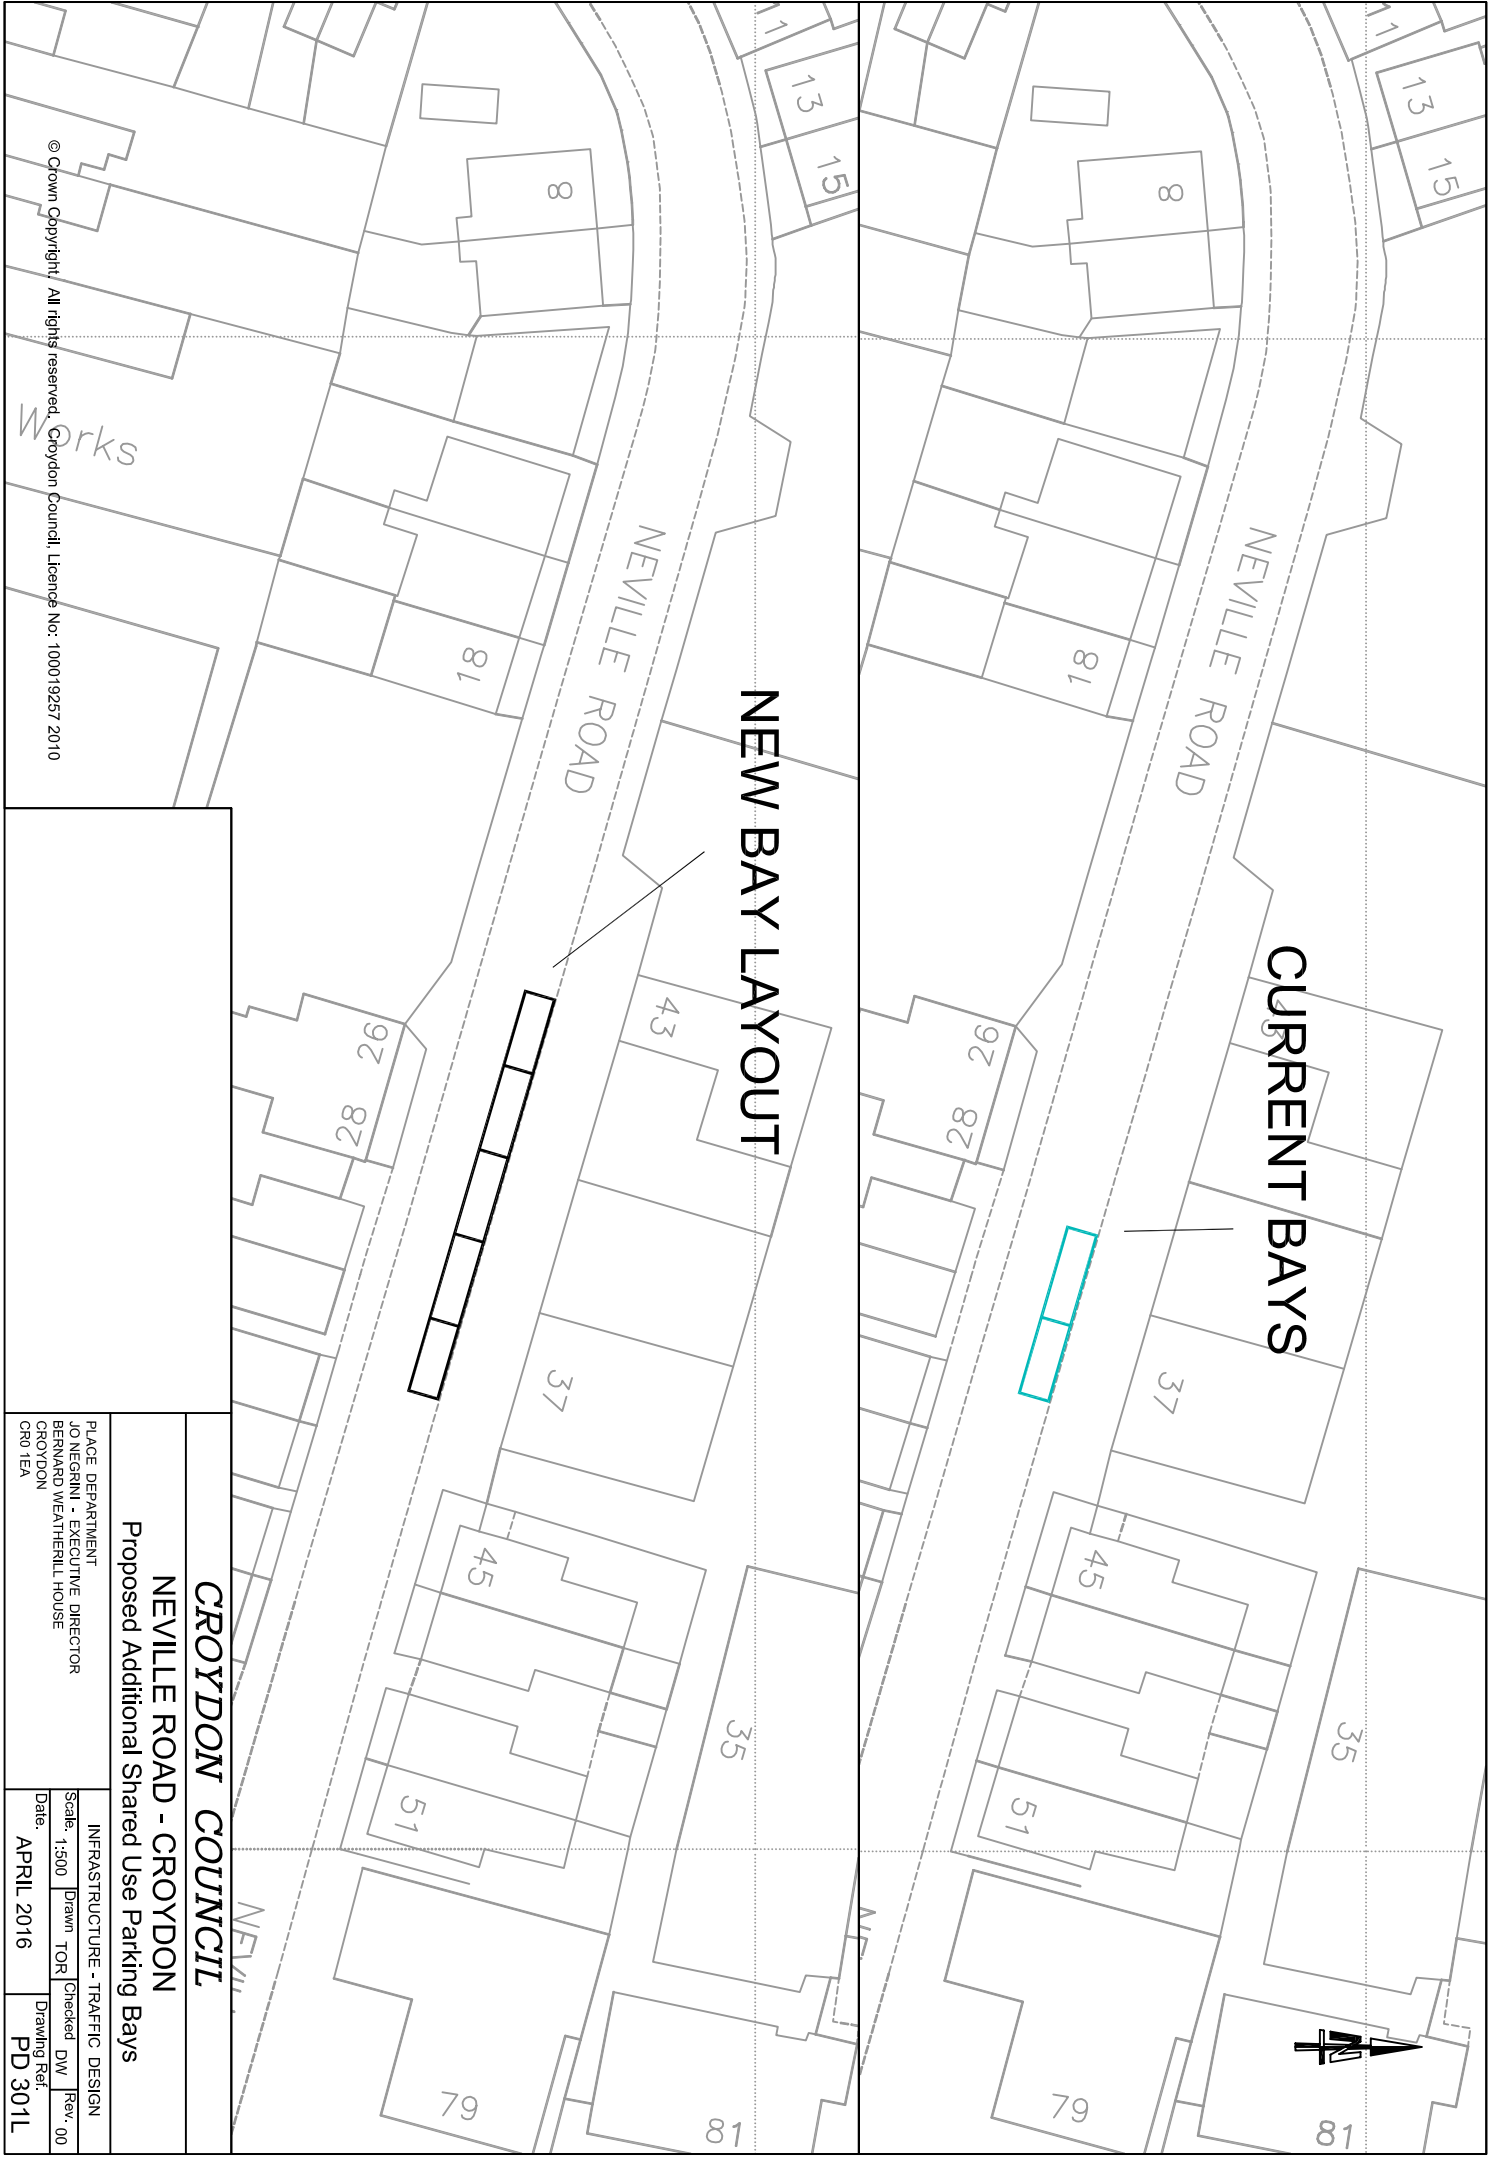 11
13
15
8
NEVILLE ROAD
18
CURRENT BAYS
43
26
28
37
45
35
51
79
81
N
11
13
15
8
Works
NEVILLE ROAD
18
NEW BAY LAYOUT
43
26
28
37
45
35
51
79
81
© Crown Copyright. All rights reserved, Croydon Council, Licence No: 100019257 2010
CROYDON COUNCIL
NEVILLE ROAD - CROYDON
Proposed Additional Shared Use Parking Bays
PLACE DEPARTMENT
JO NEGRINI - EXECUTIVE DIRECTOR
BERNARD WEATHERILL HOUSE
CROYDON
CR0 1EA
INFRASTRUCTURE - TRAFFIC DESIGN
Scale. 1:500 Drawn TOR Checked DW Rev. 00
Date. APRIL 2016
Drawing Ref. PD 301L